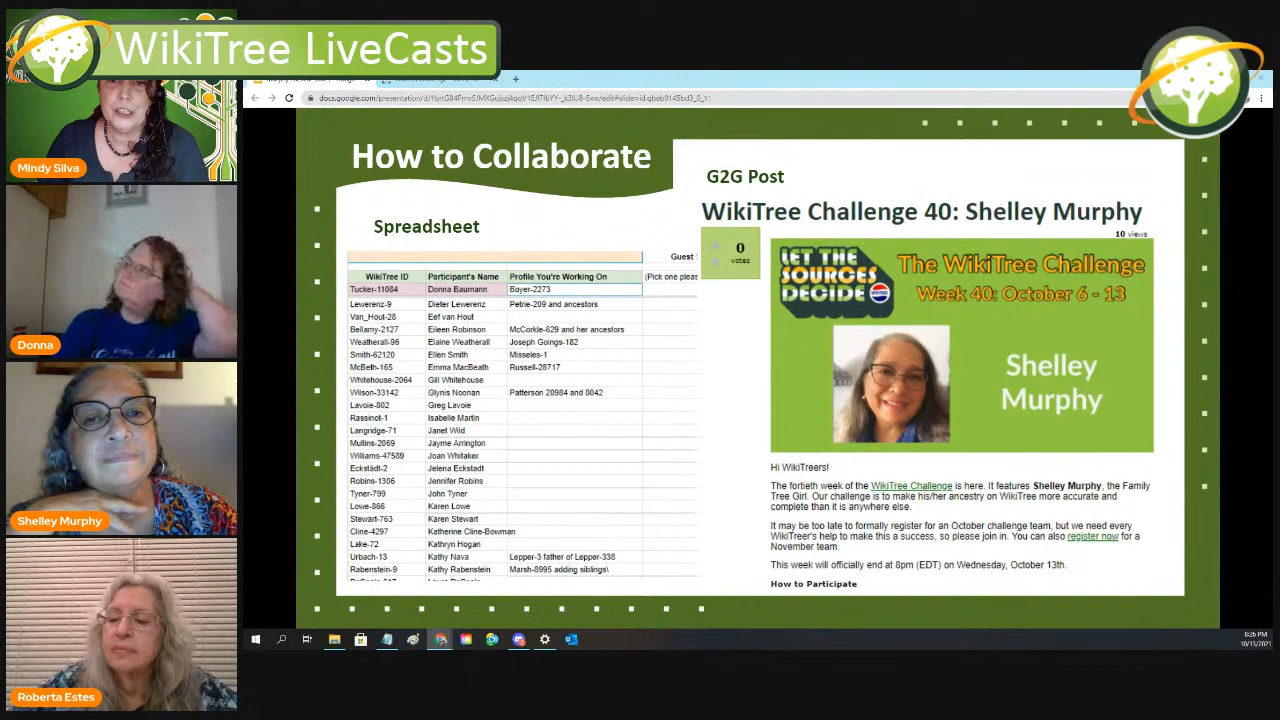 WikiTree LiveCasts
Mindy Silva
Donna
Shelley Murphy
Roberta Estes
How to Collaborate
Spreadsheet
Guest
WikiTree ID Participant's Name Profile You're Working On (Pick one pleas
Tucker-11084 Donna Baumann Boyer-2273
Lewerenz-9 Dieter Lewerenz Petrie-209 and ancestors
Van_Hout-28 Eef van Hout
Bellamy-2127 Eileen Robinson McCorkle-629 and her ancestors
Weatherall-96 Elaine Weatherall Joseph Goings-182
Smith-62120 Ellen Smith Misseles-1
McBeth-165 Emma MacBeath Russell-28717
Whitehouse-2064 Gill Whitehouse
Wilson-33142 Glynis Noonan Patterson 20984 and 8042
Lavoie-802 Greg Lavoie
Rassinot-1 Isabelle Martin
Langridge-71 Janet Wild
Mullins-2069 Jayme Arrington
Williams-47589 Joan Whitaker
Eckstädt-2 Jelena Eckstadt
Robins-1306 Jennifer Robins
Tyner-799 John Tyner
Lowe-866 Karen Lowe
Stewart-763 Karen Stewart
Cline-4297 Katherine Cline-Bowman
Lake-72 Kathryn Hogan
Urbach-13 Kathy Nava Lepper-3 father of Lepper-338
Rabenstein-9 Kathy Rabenstein Marsh-8995 adding siblings\
G2G Post
WikiTree Challenge 40: Shelley Murphy
10 views
0
votes
LET THE
SOURCES
DECIDE
The WikiTree Challenge
Week 40: October 6 - 13
Shelley
Murphy
Hi WikiTreers!
The fortieth week of the WikiTree Challenge is here. It features Shelley Murphy, the Family
Tree Girl. Our challenge is to make his/her ancestry on WikiTree more accurate and
complete than it is anywhere else.
It may be too late to formally register for an October challenge team, but we need every
WikiTreer's help to make this a success, so please join in. You can also register now for a
November team.
This week will officially end at 8pm (EDT) on Wednesday, October 13th.
How to Participate
8:26 PM
10/13/2021